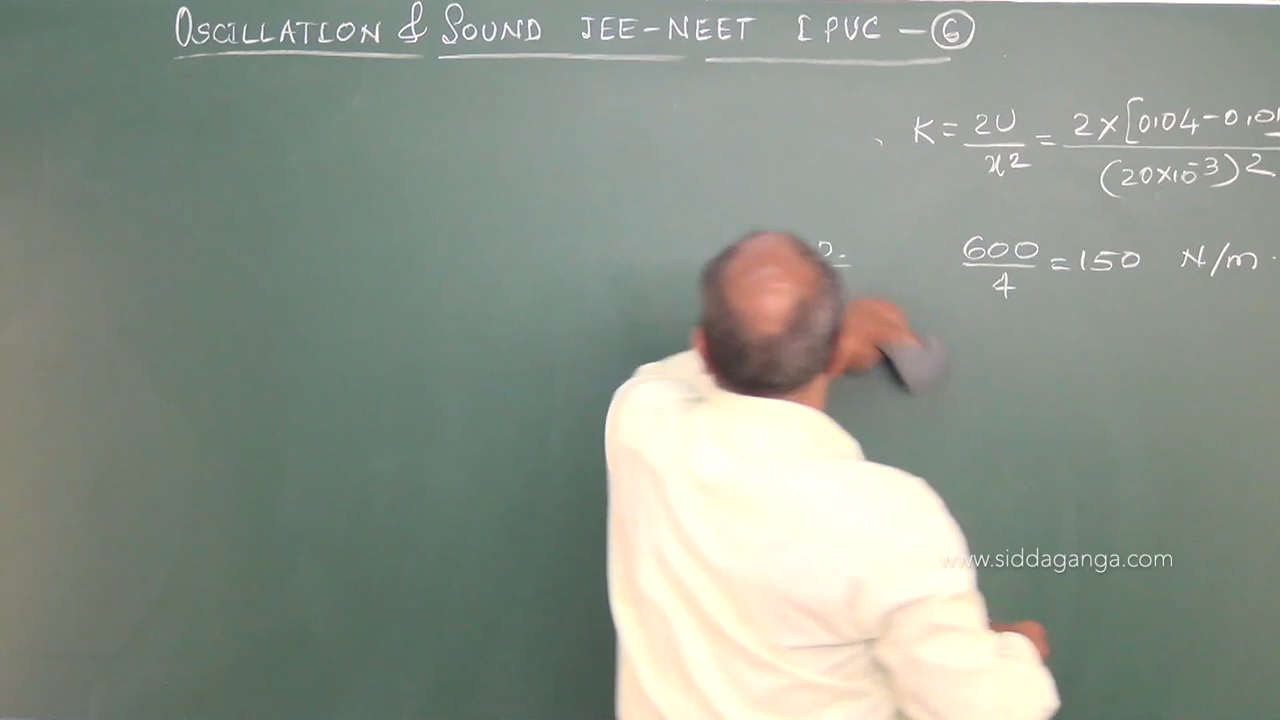 OSCILLATION & SOUND JEE-NEET I PUC - 6
K = 2U / x² = 2 × [0.04 - 0.01 / (20×10⁻³)²
600 / 4 = 150 N/m.
www.siddaganga.com